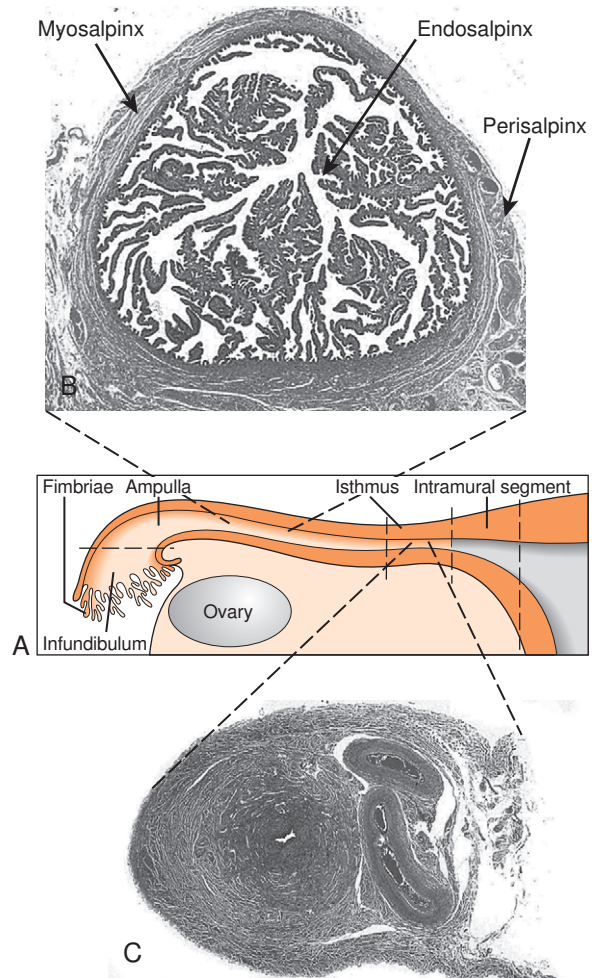 Myosalpinx
Endosalpinx
Perisalpinx
B
Fimbriae
Ampulla
Isthmus
Intramural segment
Ovary
A
Infundibulum
C